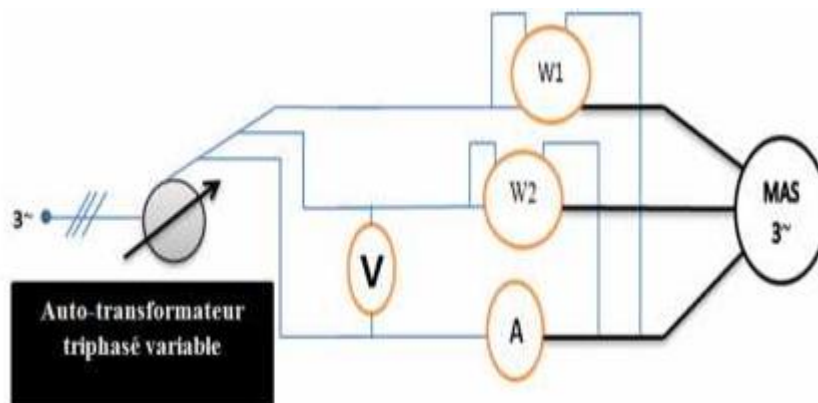 W1
W2
MAS
3~
3~
V
A
Auto-transformateur
triphasé variable